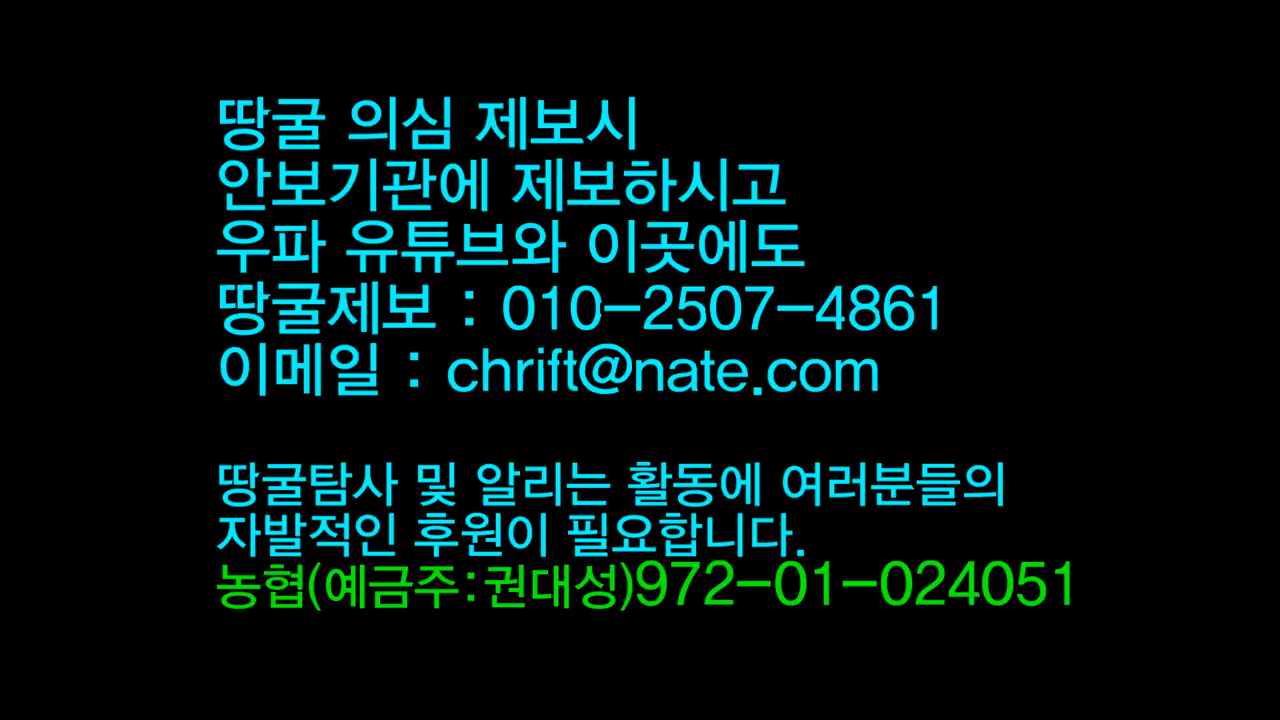 땅굴 의심 제보시
안보기관에 제보하시고
우파 유튜브와 이곳에도
땅굴제보 : 010-2507-4861
이메일 : chrift@nate.com
땅굴탐사 및 알리는 활동에 여러분들의
자발적인 후원이 필요합니다.
농협(예금주:권대성)972-01-024051